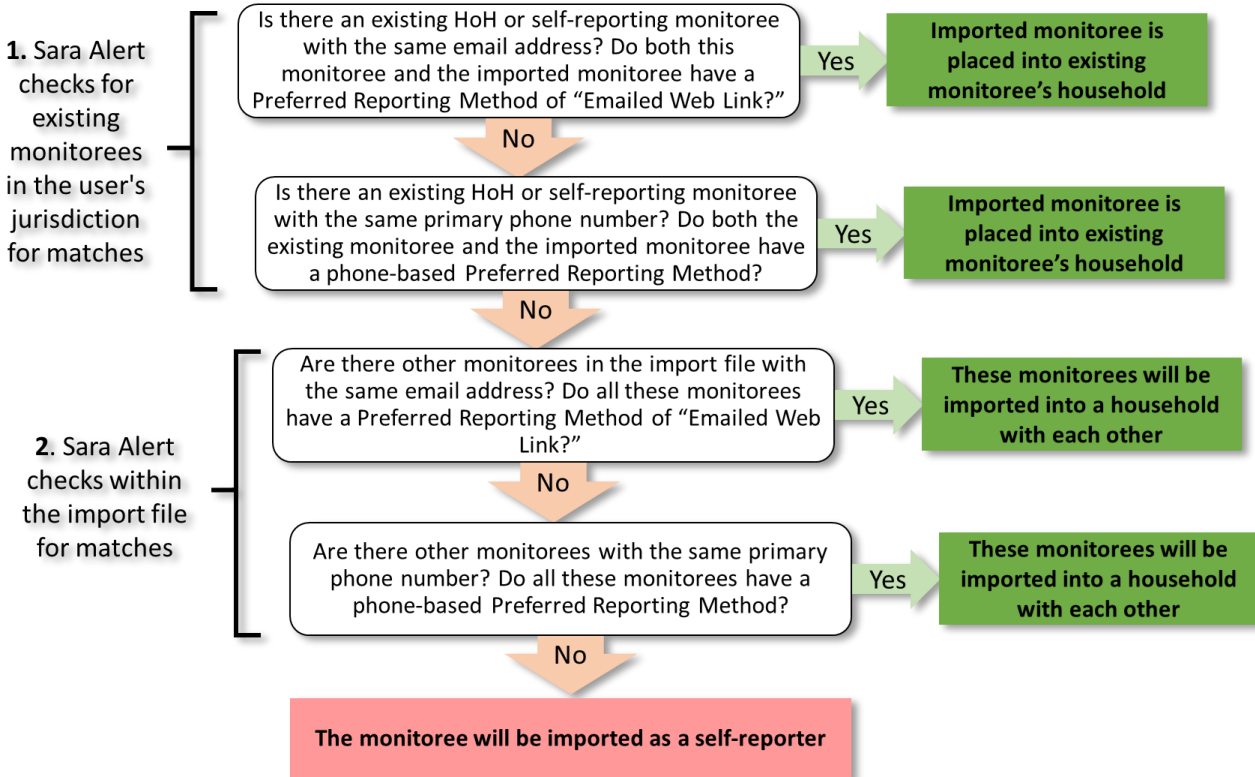 1. Sara Alert
checks for
existing
monitorees
in the user's
jurisdiction
for matches
Is there an existing HoH or self-reporting monitoree
with the same email address? Do both this
monitoree and the imported monitoree have a
Preferred Reporting Method of “Emailed Web Link?”
Yes
Imported monitoree is
placed into existing
monitoree’s household
No
Is there an existing HoH or self-reporting monitoree
with the same primary phone number? Do both the
existing monitoree and the imported monitoree have
a phone-based Preferred Reporting Method?
Yes
Imported monitoree is
placed into existing
monitoree’s household
No
2. Sara Alert
checks within
the import file
for matches
Are there other monitorees in the import file with
the same email address? Do all these monitorees
have a Preferred Reporting Method of “Emailed Web
Link?”
Yes
These monitorees will be
imported into a household
with each other
No
Are there other monitorees with the same primary
phone number? Do all these monitorees have a
phone-based Preferred Reporting Method?
Yes
These monitorees will be
imported into a household
with each other
No
The monitoree will be imported as a self-reporter